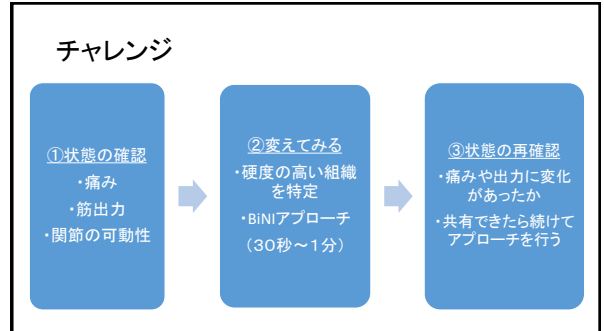 チャレンジ
①状態の確認
・痛み
・筋出力
・関節の可動性
②変えてみる
・硬度の高い組織
を特定
・BiNIアプローチ
（３０秒～１分）
③状態の再確認
・痛みや出力に変化
があったか
・共有できたら続けて
アプローチを行う